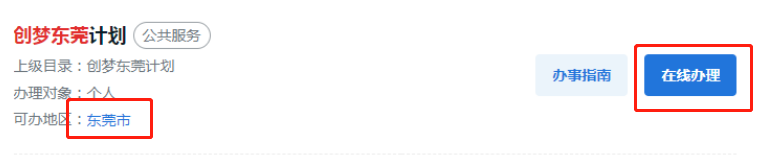 创梦东莞计划 公共服务
上级目录：创梦东莞计划
办事指南 在线办理
办理对象：个人
可办地区：东莞市